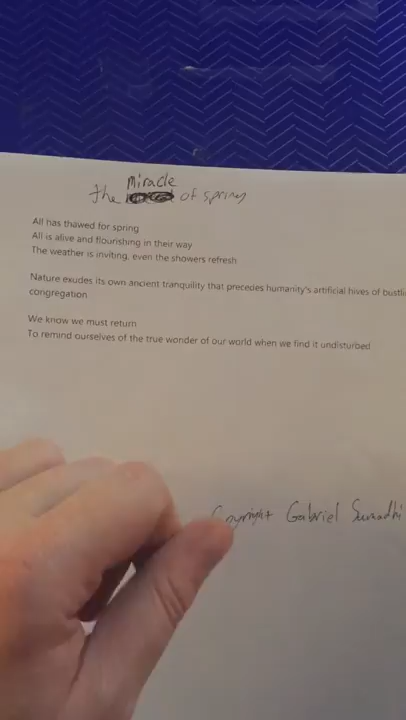 the miracle of spring
All has thawed for spring
All is alive and flourishing in their way
The weather is inviting, even the showers refresh
Nature exudes its own ancient tranquility that precedes humanity's artificial hives of bustli
congregation
We know we must return
To remind ourselves of the true wonder of our world when we find it undisturbed
Copyright Gabriel